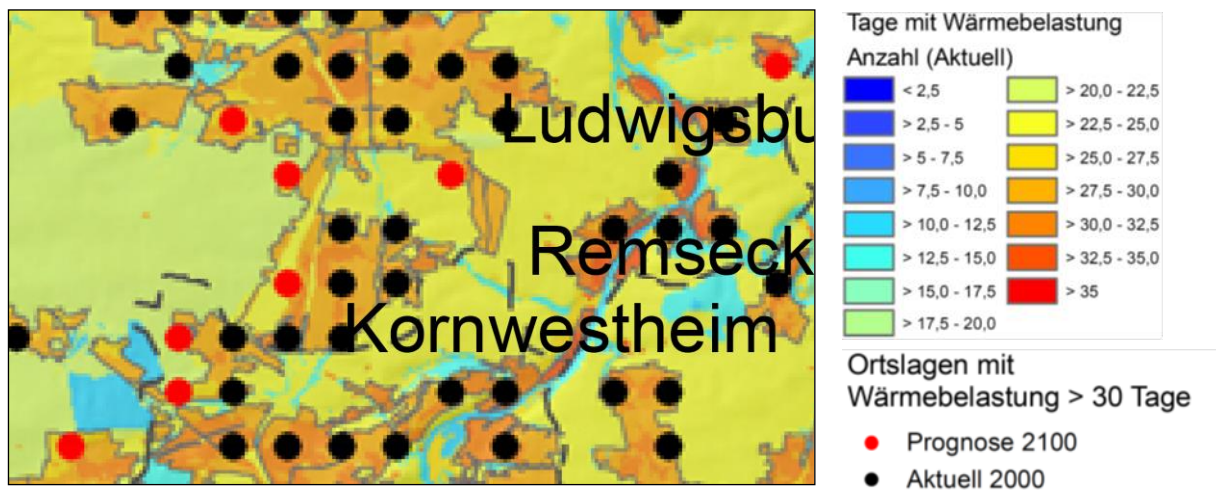 Ludwigsbu
Remseck
Kornwestheim
Tage mit Wärmebelastung
Anzahl (Aktuell)
< 2,5
> 2,5 - 5
> 5 - 7,5
> 7,5 - 10,0
> 10,0 - 12,5
> 12,5 - 15,0
> 15,0 - 17,5
> 17,5 - 20,0
> 20,0 - 22,5
> 22,5 - 25,0
> 25,0 - 27,5
> 27,5 - 30,0
> 30,0 - 32,5
> 32,5 - 35,0
> 35
Ortslagen mit
Wärmebelastung > 30 Tage
Prognose 2100
Aktuell 2000